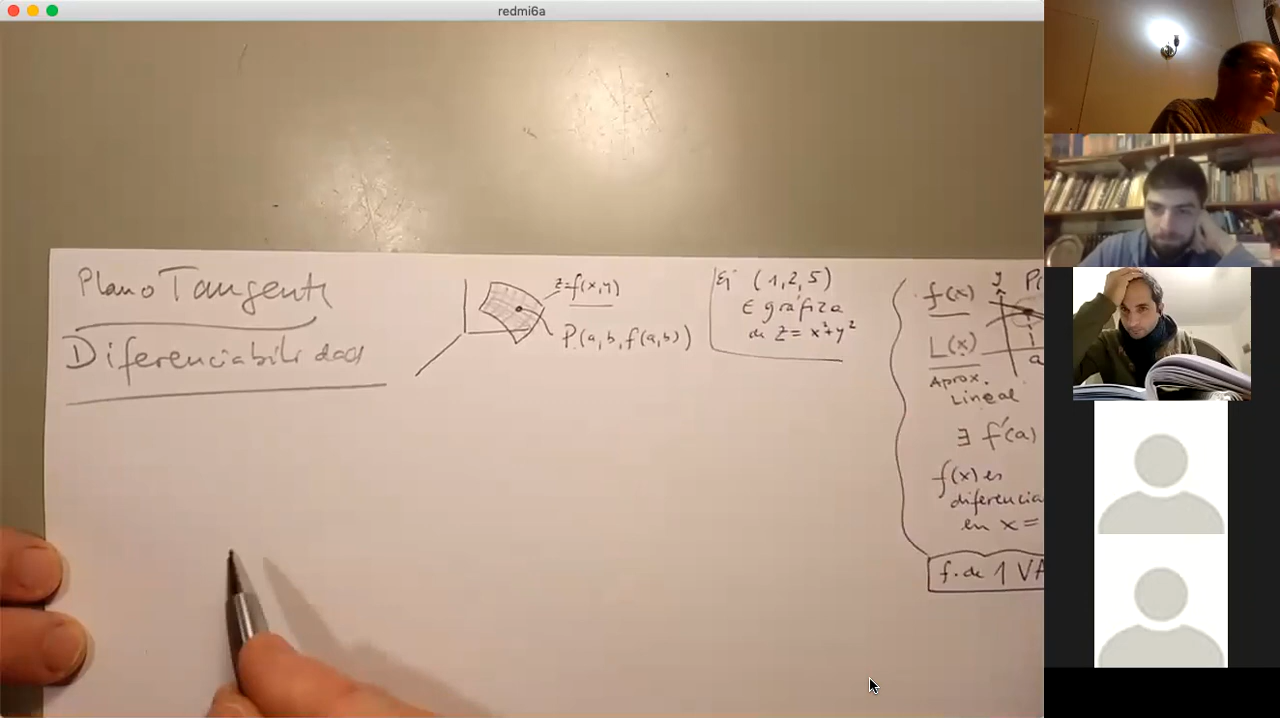 redmi6a
Plano Tangente
Diferenciabilidad
z=f(x,y)
P(a,b,f(a,b))
Ej (1,2,5)
∈ gráfica
de z = x²+y²
f(x)
y
L(x)
a
Aprox.
Lineal
∃ f'(a)
f(x) es
diferencia
en x =
f. de 1 VA